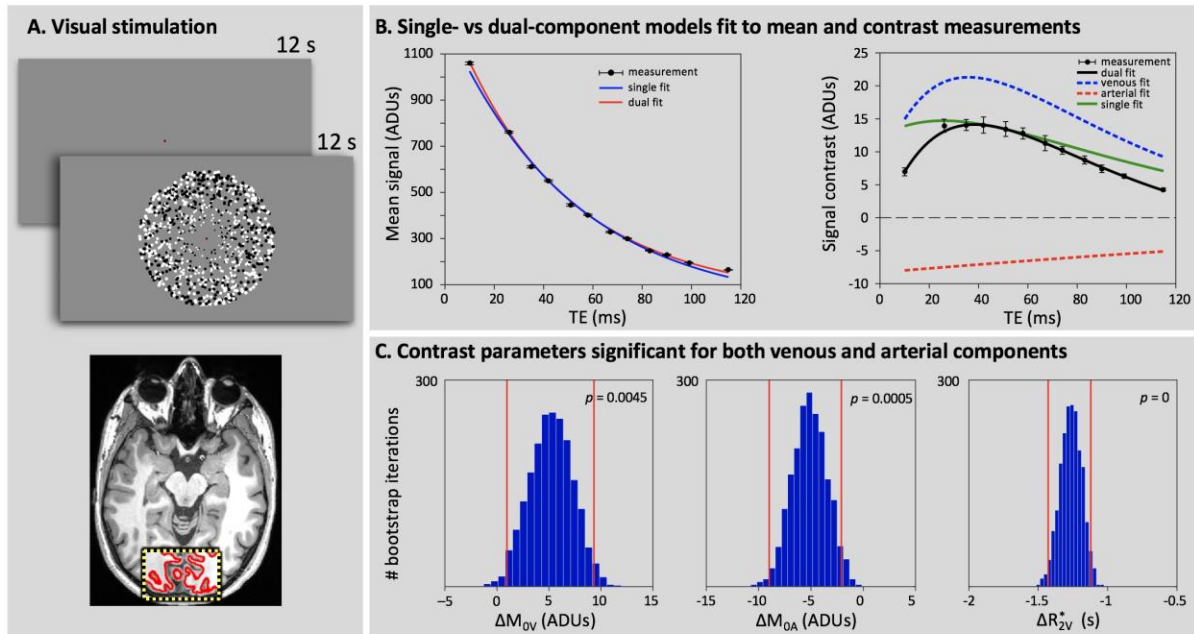 A. Visual stimulation
12 s
12 s
B. Single- vs dual-component models fit to mean and contrast measurements
1100
900
700
500
300
100
Mean signal (ADUs)
measurement
single fit
dual fit
0 20 40 60 80 100 120
TE (ms)
25
20
15
10
5
0
-5
-10
Signal contrast (ADUs)
measurement
dual fit
venous fit
arterial fit
single fit
0 20 40 60 80 100 120
TE (ms)
C. Contrast parameters significant for both venous and arterial components
# bootstrap iterations
300
p = 0.0045
−5 0 5 10 15
ΔM0V (ADUs)
300
p = 0.0005
-15 -10 -5 0 5
ΔM0A (ADUs)
300
p = 0
-2 -1.5 -1 -0.5
ΔR*2V (s)